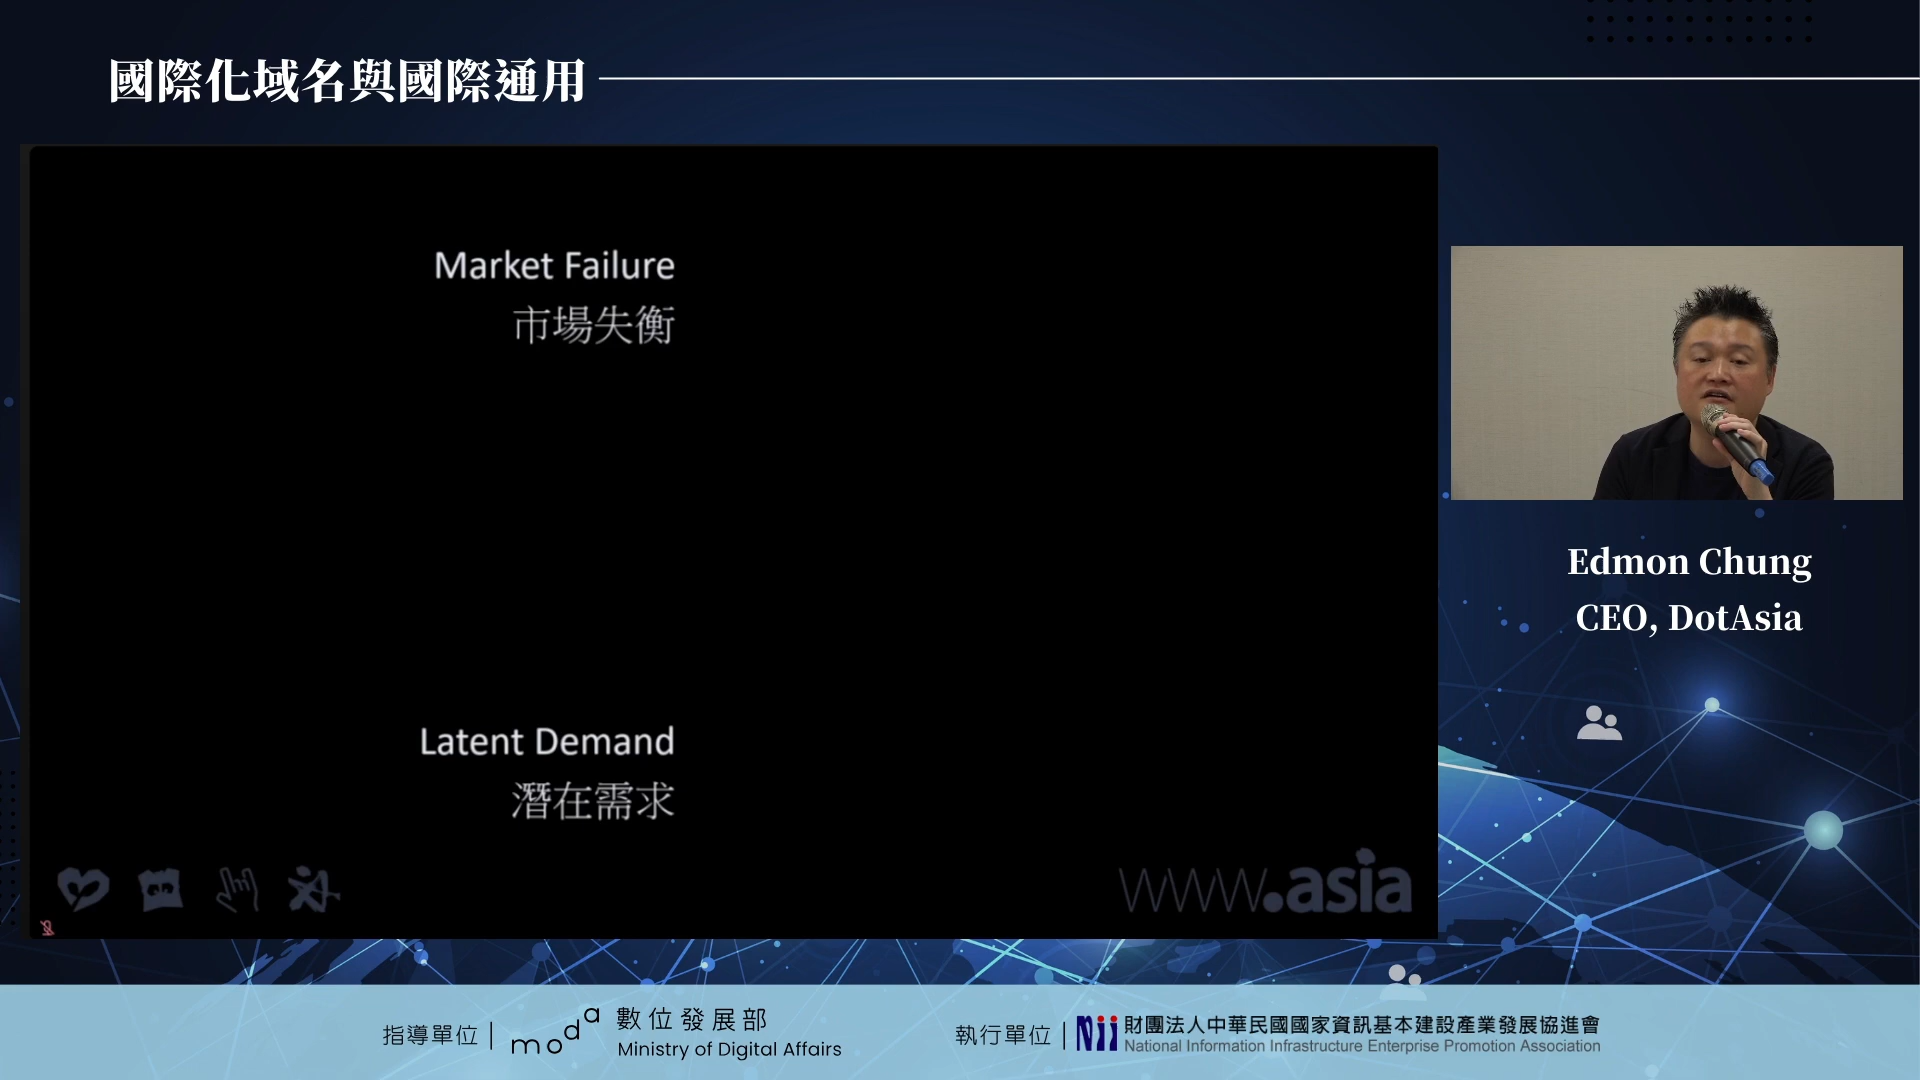 國際化域名與國際通用
Market Failure
市場失衡
Latent Demand
潛在需求
www.asia
Edmon Chung
CEO, DotAsia
指導單位
moda
數位發展部
Ministry of Digital Affairs
執行單位
NII
財團法人中華民國國家資訊基本建設產業發展協進會
National Information Infrastructure Enterprise Promotion Association